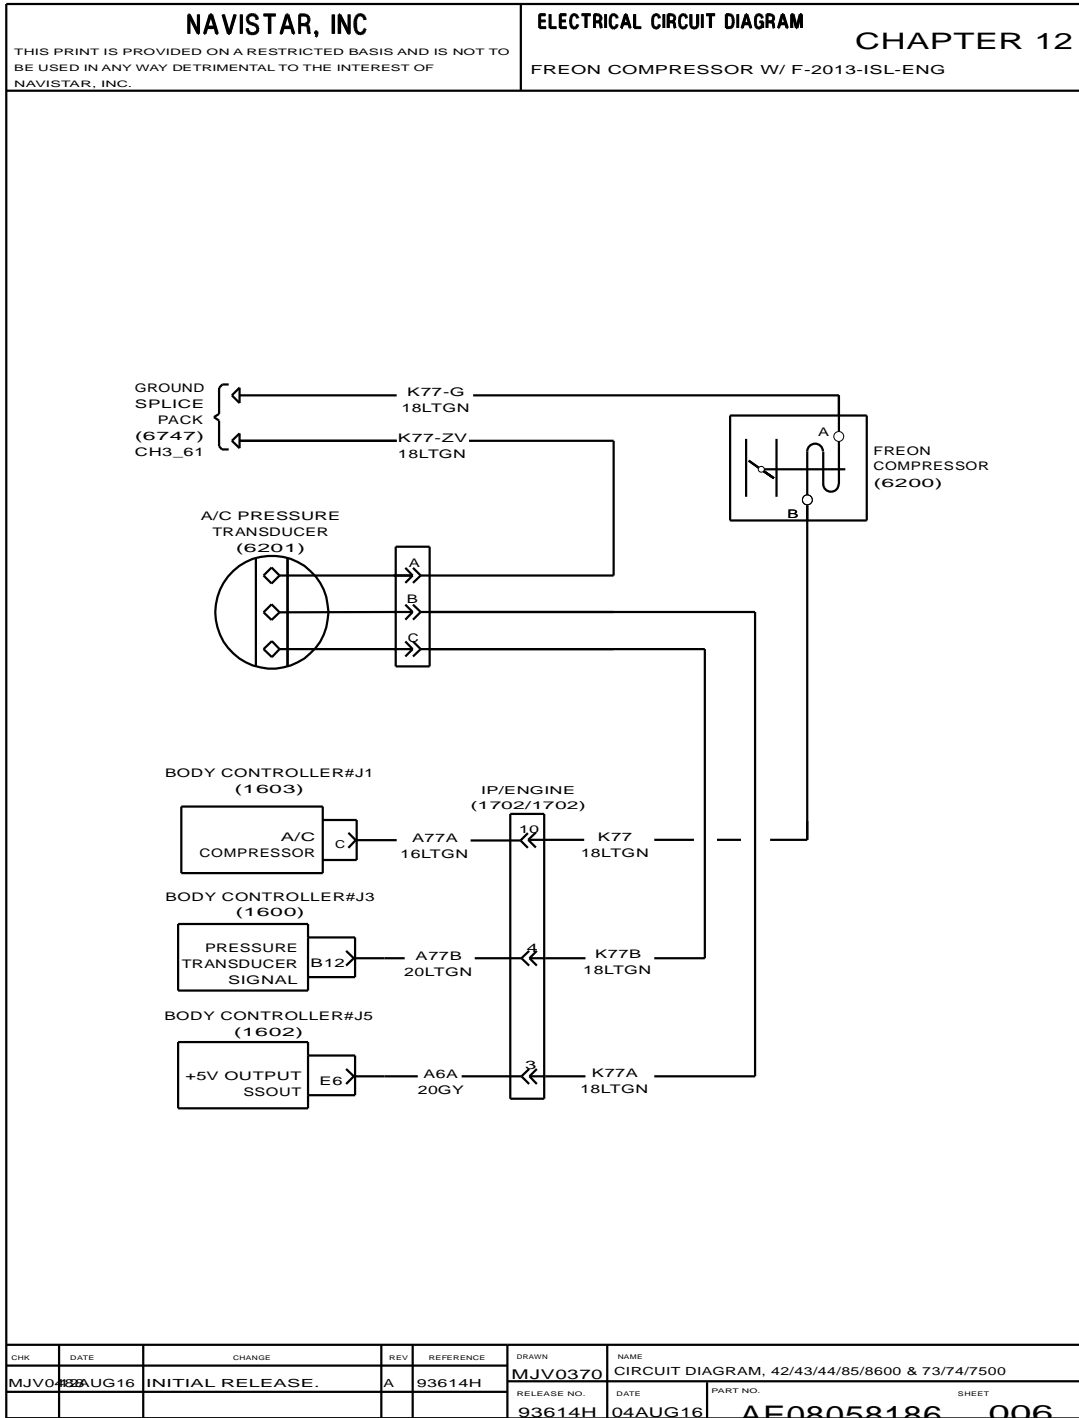 NAVISTAR, INC
THIS PRINT IS PROVIDED ON A RESTRICTED BASIS AND IS NOT TO
BE USED IN ANY WAY DETRIMENTAL TO THE INTEREST OF
NAVISTAR, INC.
ELECTRICAL CIRCUIT DIAGRAM
CHAPTER 12
FREON COMPRESSOR W/ F-2013-ISL-ENG
GROUND
SPLICE
PACK
(6747)
CH3_61
K77-G
18LTGN
K77-ZV
18LTGN
A
B
FREON
COMPRESSOR
(6200)
A/C PRESSURE
TRANSDUCER
(6201)
A
B
C
BODY CONTROLLER#J1
(1603)
A/C
COMPRESSOR
C
A77A
16LTGN
IP/ENGINE
(1702/1702)
10
K77
18LTGN
BODY CONTROLLER#J3
(1600)
PRESSURE
TRANSDUCER
SIGNAL
B12
A77B
20LTGN
4
K77B
18LTGN
BODY CONTROLLER#J5
(1602)
+5V OUTPUT
SSOUT
E6
A6A
20GY
3
K77A
18LTGN
CHK DATE CHANGE REV REFERENCE
INITIAL RELEASE. A 93614H
DRAWN
MJV0370
NAME
CIRCUIT DIAGRAM, 42/43/44/85/8600 & 73/74/7500
RELEASE NO.
93614H
DATE
04AUG16
PART NO.
AE08058186
SHEET
006